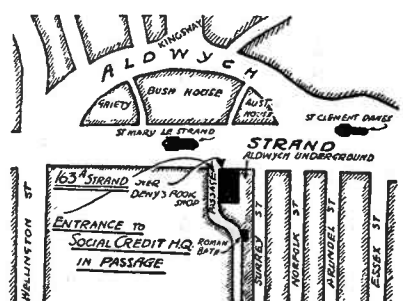 KINGSWAY
ALDWYCH
GAIETY
BUSH HOUSE
AUST
HOUSE
ST CLEMENT DANES
ST MARY LE STRAND
STRAND
ALDWYCH UNDERGROUND
163A STRAND
OVER
DENYS BOOK
SHOP
PASSAGE
ENTRANCE TO
SOCIAL CREDIT H.Q.
IN PASSAGE
ROMAN
BATH
WELLINGTON ST
SURREY ST
NORFOLK ST
ARUNDEL ST
ESSEX ST